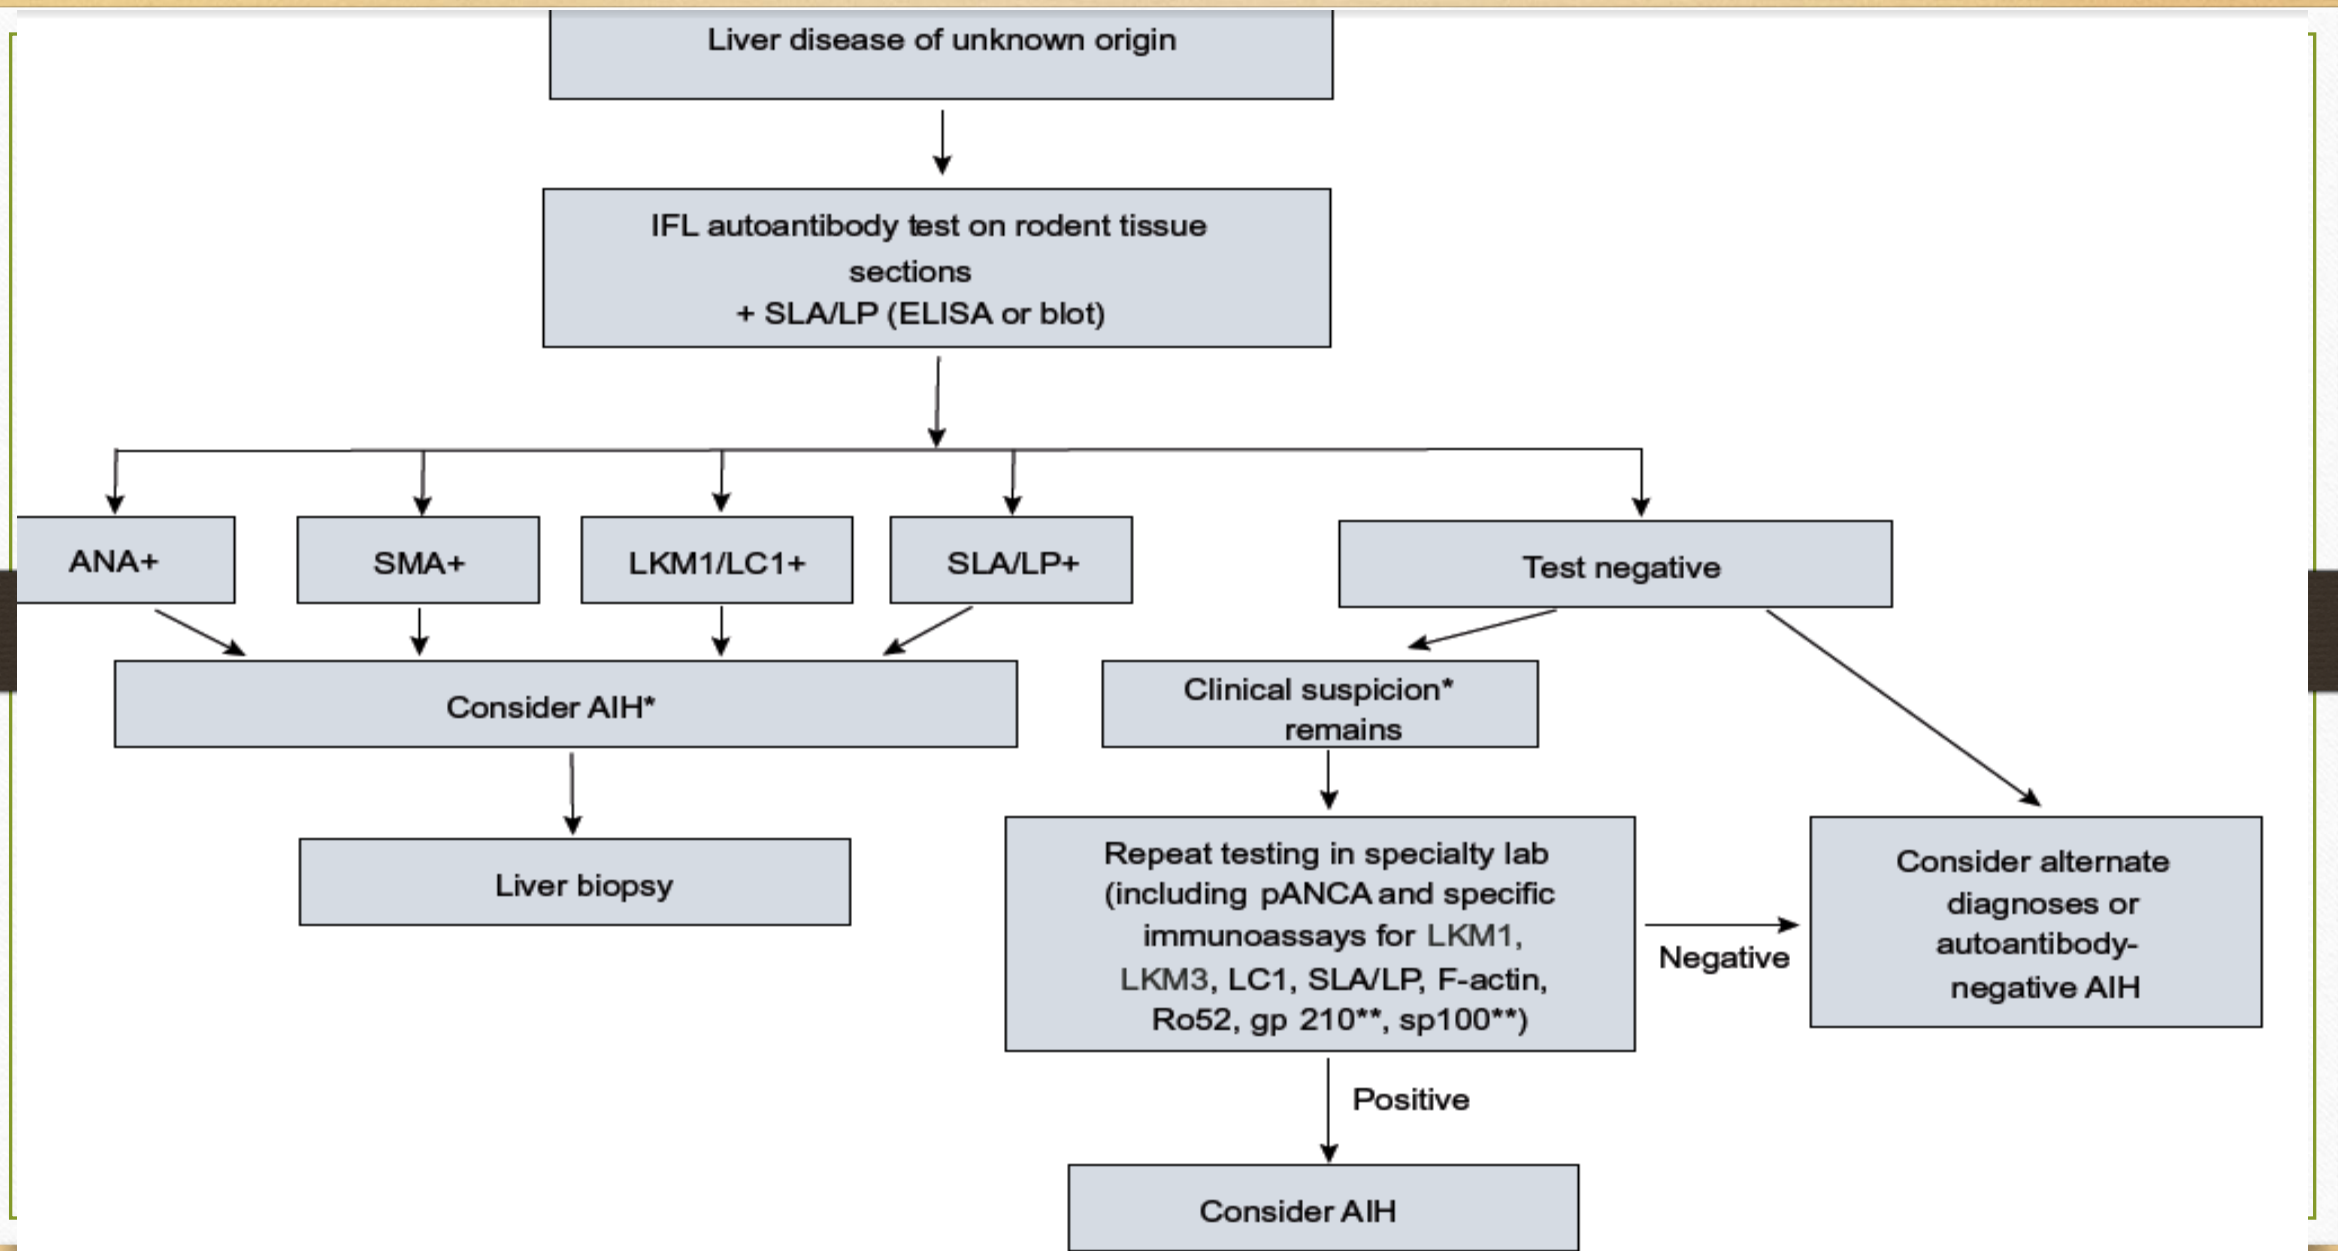 Liver disease of unknown origin
IFL autoantibody test on rodent tissue
sections
+ SLA/LP (ELISA or blot)
ANA+
SMA+
LKM1/LC1+
SLA/LP+
Test negative
Consider AIH*
Clinical suspicion*
remains
Liver biopsy
Repeat testing in specialty lab
(including pANCA and specific
immunoassays for LKM1,
LKM3, LC1, SLA/LP, F-actin,
Ro52, gp 210**, sp100**)
Negative
Consider alternate
diagnoses or
autoantibody-
negative AIH
Positive
Consider AIH